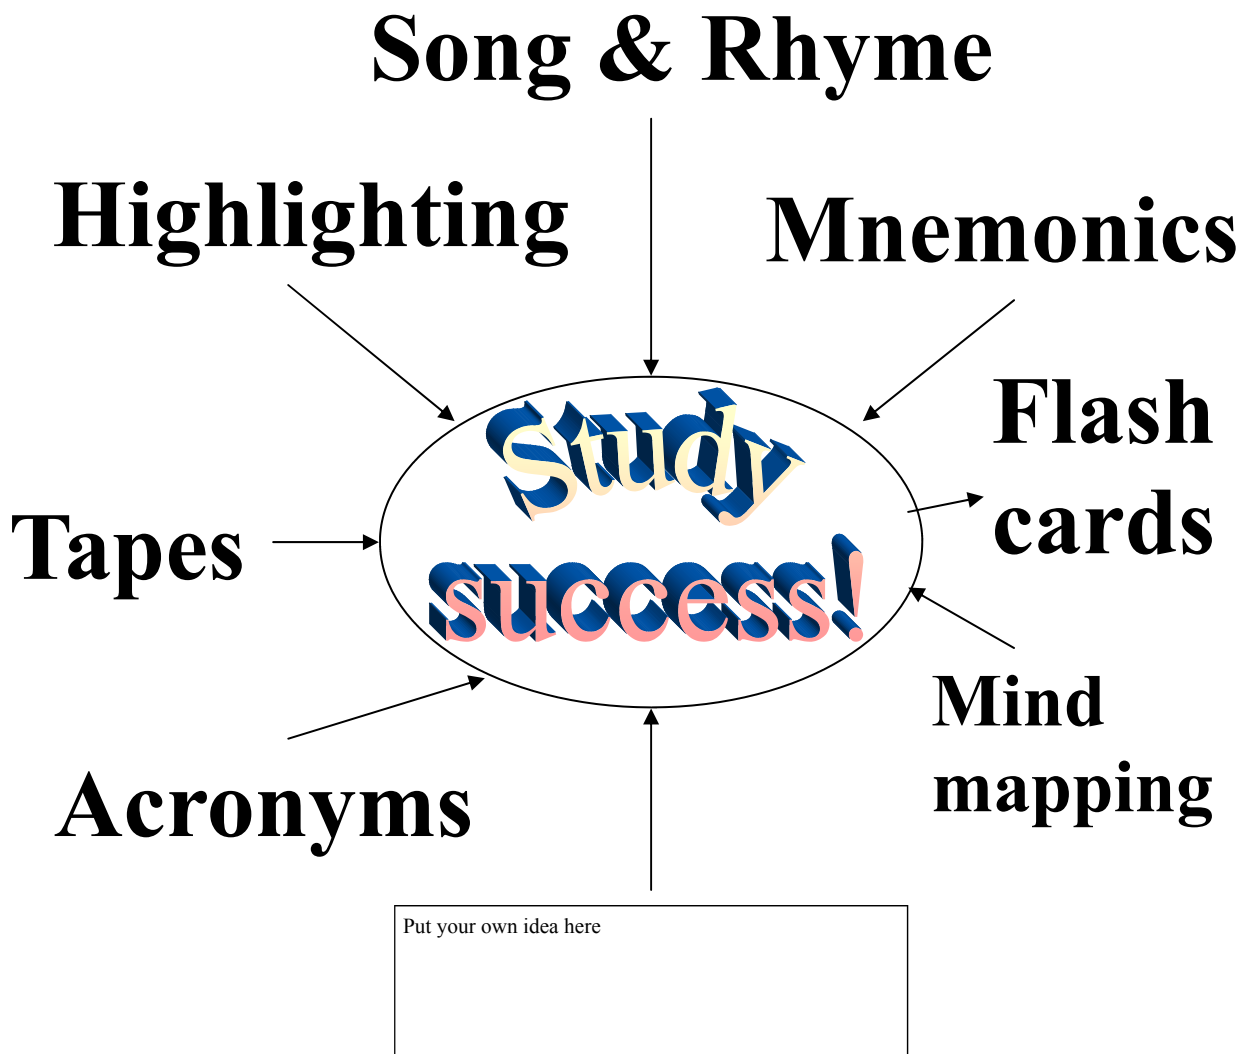 Song & Rhyme
Highlighting
Mnemonics
Flash
cards
Study
success!
Tapes
Mind
mapping
Acronyms
Put your own idea here